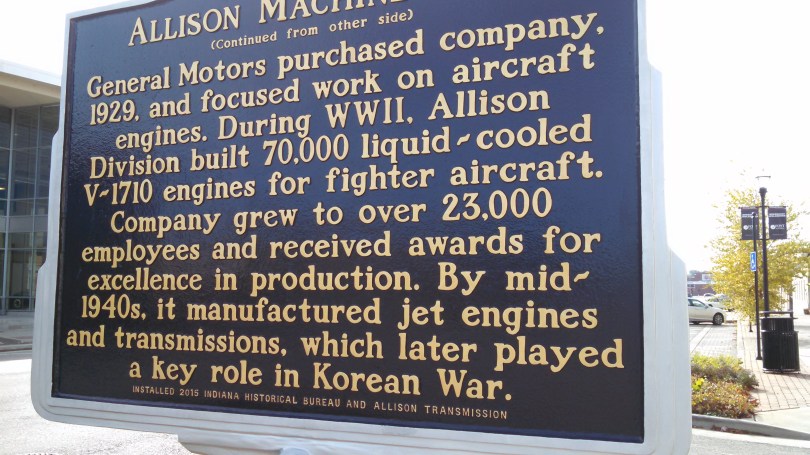 ALLISON MACHINE
(Continued from other side)
General Motors purchased company,
1929, and focused work on aircraft
engines. During WWII, Allison
Division built 70,000 liquid-cooled
V-1710 engines for fighter aircraft.
Company grew to over 23,000
employees and received awards for
excellence in production. By mid-
1940s, it manufactured jet engines
and transmissions, which later played
a key role in Korean War.
INSTALLED 2015 INDIANA HISTORICAL BUREAU AND ALLISON TRANSMISSION